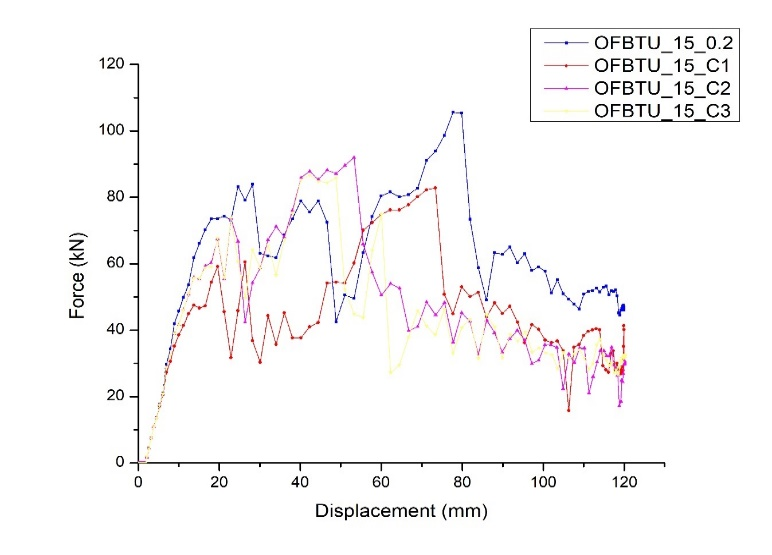 OFBTU_15_0.2
OFBTU_15_C1
OFBTU_15_C2
OFBTU_15_C3
120
100
80
60
40
20
0
Force (kN)
0 20 40 60 80 100 120
Displacement (mm)